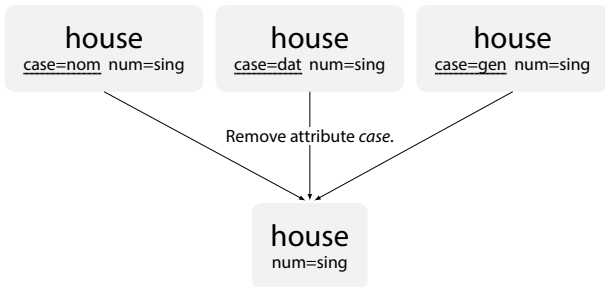 house house house
case=nom num=sing case=dat num=sing case=gen num=sing
Remove attribute case.
house
num=sing